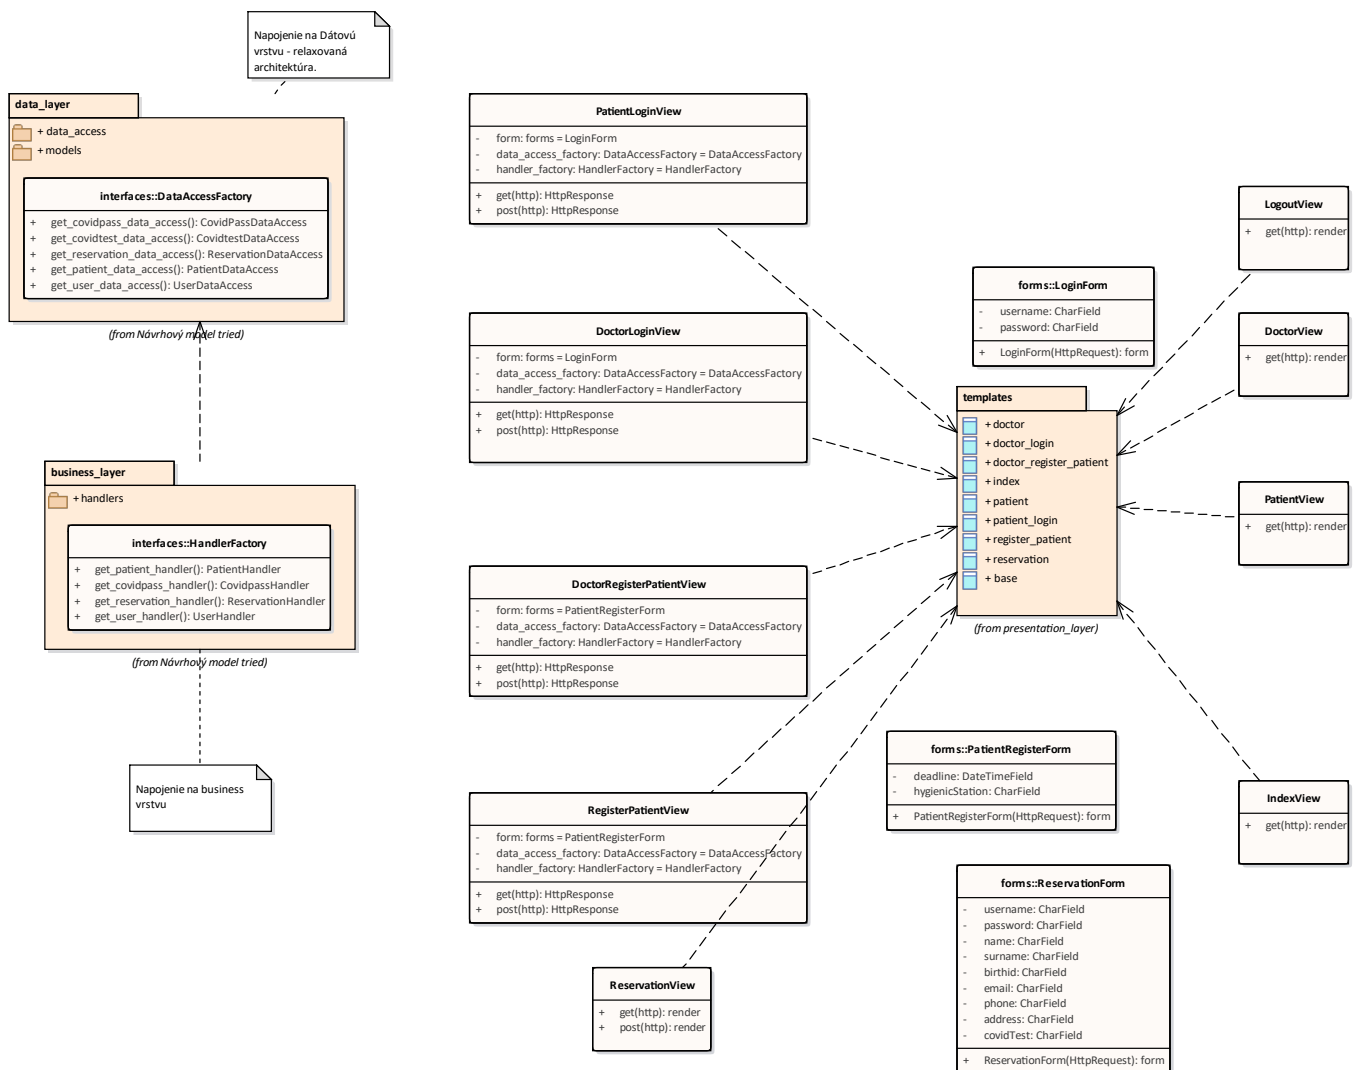 Napojenie na Dátovú
vrstvu - relaxovaná
architektúra.
data_layer
+ data_access
+ models
interfaces::DataAccessFactory
+ get_covidpass_data_access(): CovidPassDataAccess
+ get_covidtest_data_access(): CovidtestDataAccess
+ get_reservation_data_access(): ReservationDataAccess
+ get_patient_data_access(): PatientDataAccess
+ get_user_data_access(): UserDataAccess
(from Návrhový model tried)
business_layer
+ handlers
interfaces::HandlerFactory
+ get_patient_handler(): PatientHandler
+ get_covidpass_handler(): CovidpassHandler
+ get_reservation_handler(): ReservationHandler
+ get_user_handler(): UserHandler
(from Návrhový model tried)
Napojenie na business
vrstvu
PatientLoginView
- form: forms = LoginForm
- data_access_factory: DataAccessFactory = DataAccessFactory
- handler_factory: HandlerFactory = HandlerFactory
+ get(http): HttpResponse
+ post(http): HttpResponse
DoctorLoginView
- form: forms = LoginForm
- data_access_factory: DataAccessFactory = DataAccessFactory
- handler_factory: HandlerFactory = HandlerFactory
+ get(http): HttpResponse
+ post(http): HttpResponse
DoctorRegisterPatientView
- form: forms = PatientRegisterForm
- data_access_factory: DataAccessFactory = DataAccessFactory
- handler_factory: HandlerFactory = HandlerFactory
+ get(http): HttpResponse
+ post(http): HttpResponse
RegisterPatientView
- form: forms = PatientRegisterForm
- data_access_factory: DataAccessFactory = DataAccessFactory
- handler_factory: HandlerFactory = HandlerFactory
+ get(http): HttpResponse
+ post(http): HttpResponse
ReservationView
+ get(http): render
+ post(http): render
forms::LoginForm
- username: CharField
- password: CharField
+ LoginForm(HttpRequest): form
templates
+ doctor
+ doctor_login
+ doctor_register_patient
+ index
+ patient
+ patient_login
+ register_patient
+ reservation
+ base
(from presentation_layer)
forms::PatientRegisterForm
- deadline: DateTimeField
- hygienicStation: CharField
+ PatientRegisterForm(HttpRequest): form
forms::ReservationForm
- username: CharField
- password: CharField
- name: CharField
- surname: CharField
- birthid: CharField
- email: CharField
- phone: CharField
- address: CharField
- covidTest: CharField
+ ReservationForm(HttpRequest): form
LogoutView
+ get(http): render
DoctorView
+ get(http): render
PatientView
+ get(http): render
IndexView
+ get(http): render